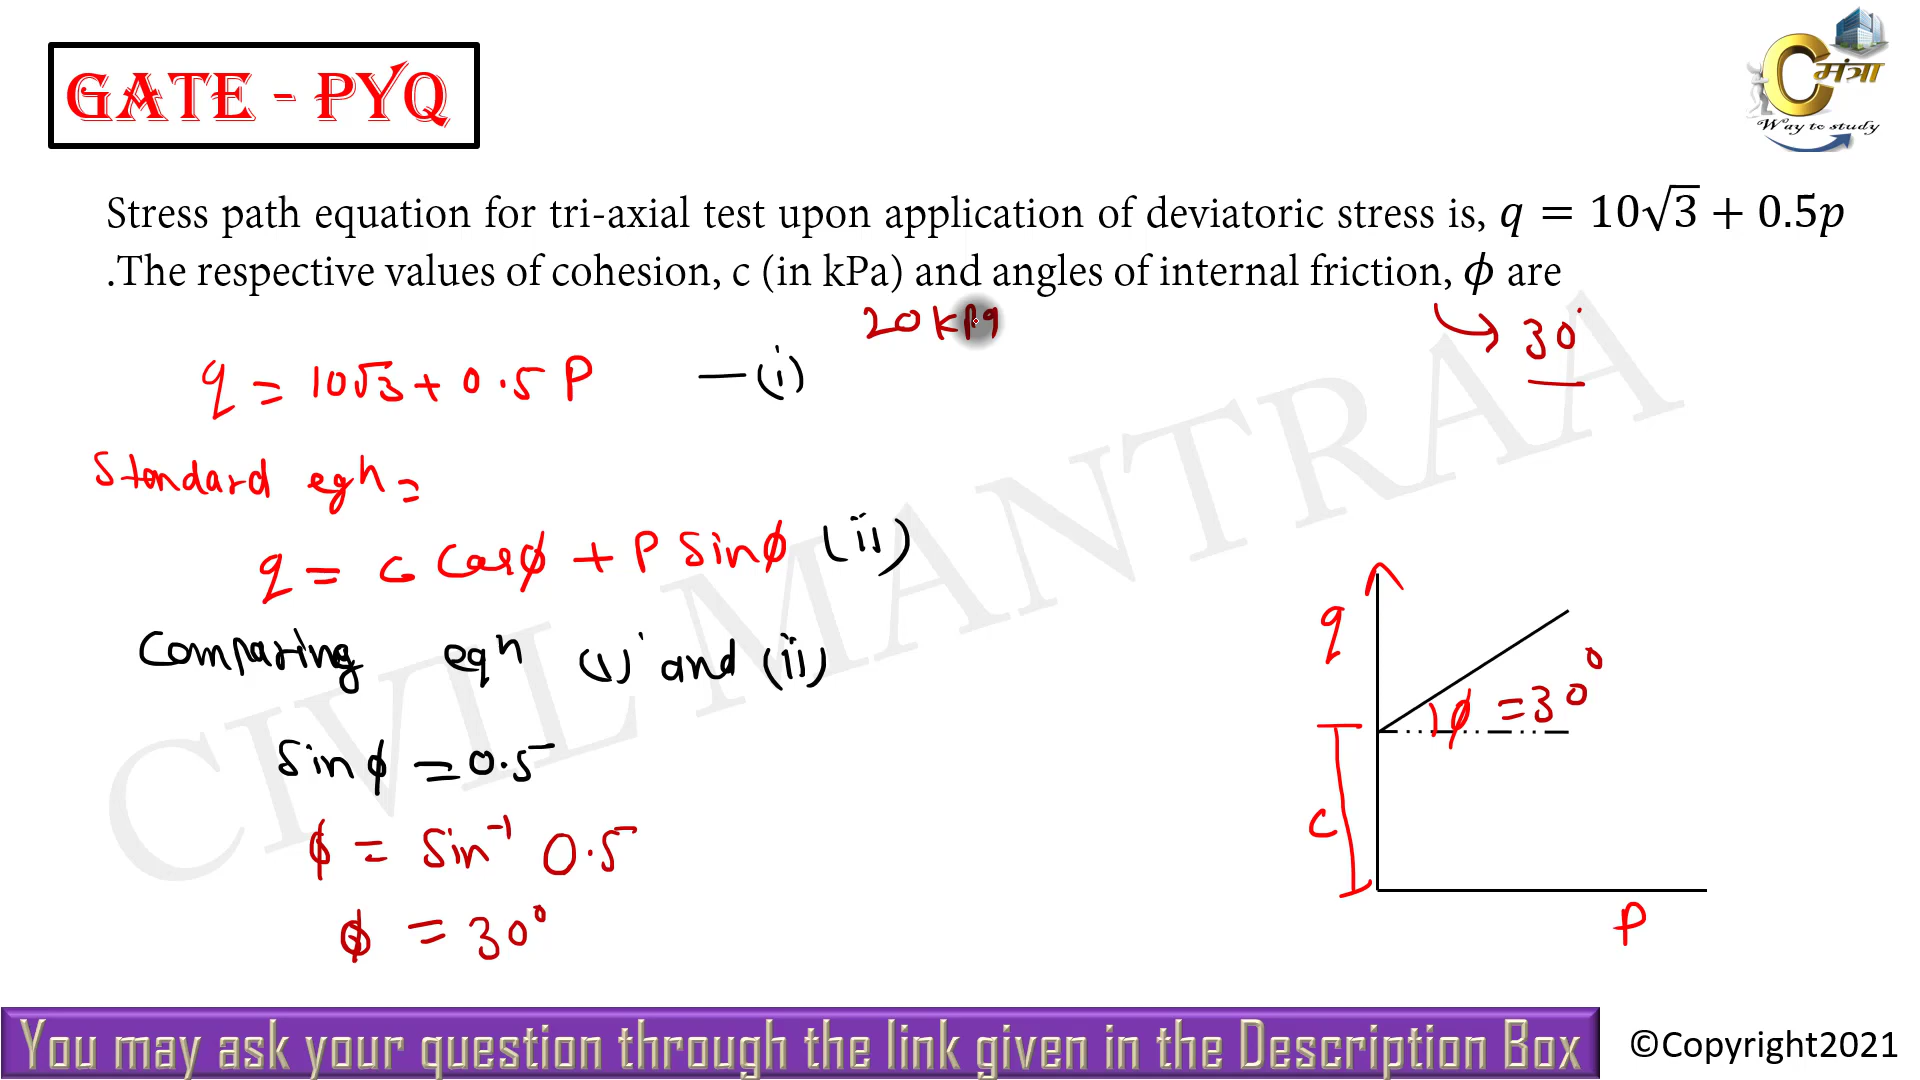 GATE - PYQ
C मंत्रा
Way to study
Stress path equation for tri-axial test upon application of deviatoric stress is, q = 10√3 + 0.5p
.The respective values of cohesion, c (in kPa) and angles of internal friction, ϕ are
20 kPa
30°
q = 10√3 + 0.5 P — (i)
Standard eqn =
q = c Cosϕ + P Sinϕ (ii)
Comparing eqn (i) and (ii)
Sinϕ = 0.5
ϕ = Sin⁻¹ 0.5
ϕ = 30°
q
ϕ = 30°
c
P
CIVIL MANTRAA
You may ask your question through the link given in the Description Box
©Copyright2021